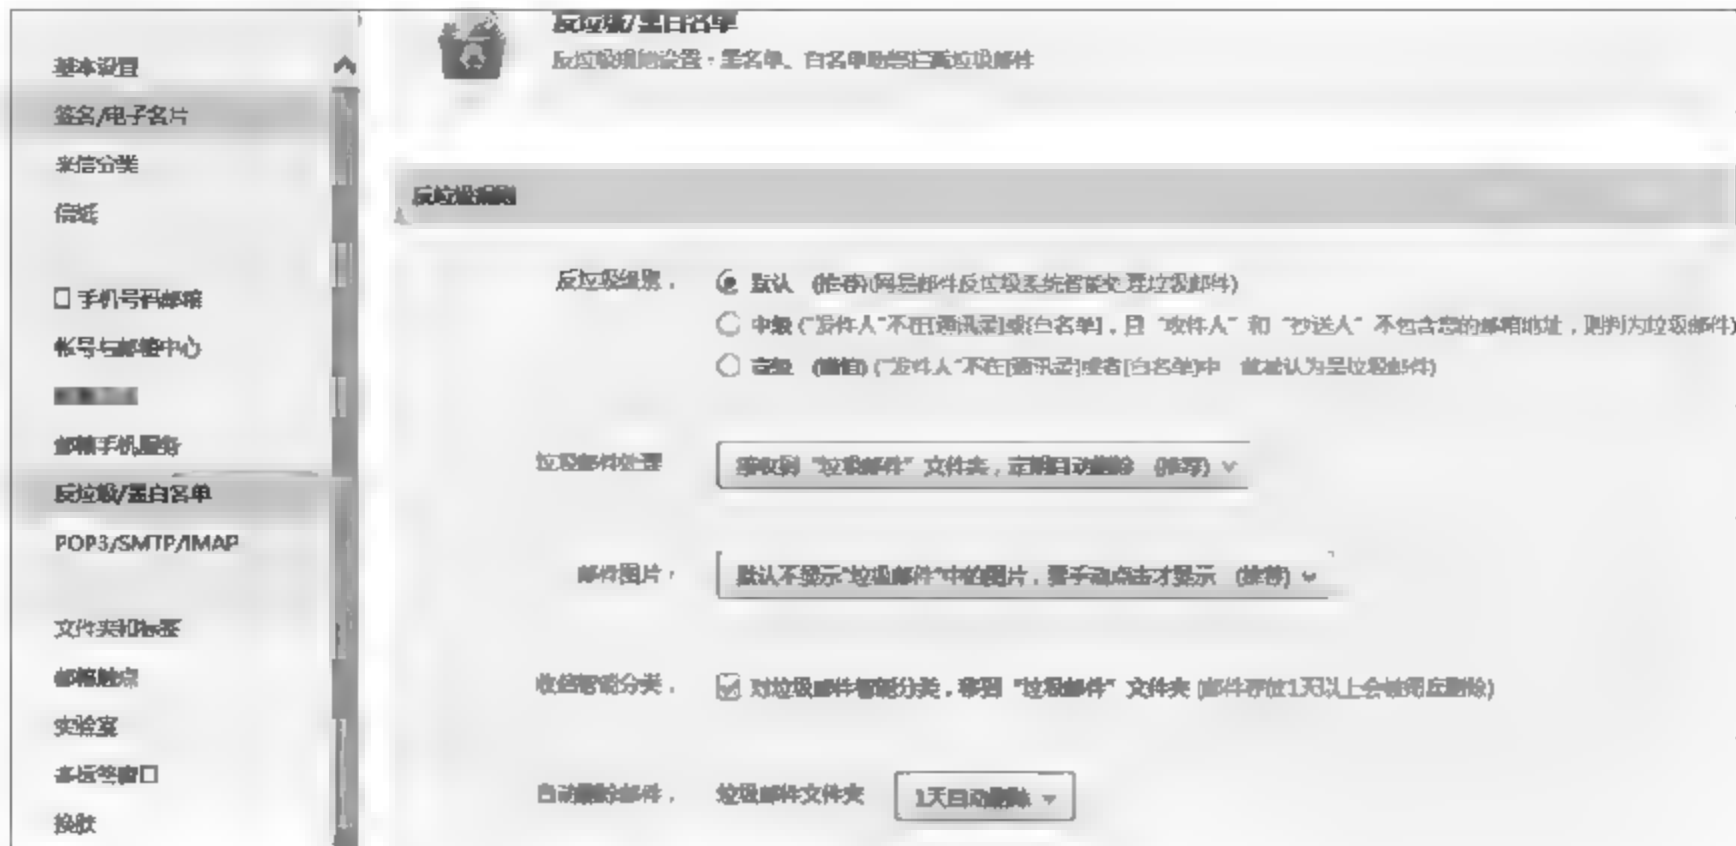 反垃圾/黑白名单
反垃圾规则设置,黑名单、白名单助您拦截垃圾邮件
基本设置
签名/电子名片
来信分类
信纸
手机号码邮箱
帐号与邮箱中心
邮箱手机服务
反垃圾/黑白名单
POP3/SMTP/IMAP
文件夹和标签
邮箱触点
实验室
多标签窗口
换肤
反垃圾规则
反垃圾级别: 默认 (推荐)(网易邮件反垃圾系统智能处理垃圾邮件)
中级 ("发件人"不在[通讯录]或[白名单],且 "收件人" 和 "抄送人" 不包含您的邮箱地址,则判为垃圾邮件)
高级 ("发件人"不在[通讯录]或者[白名单]中 就被认为是垃圾邮件)
垃圾邮件处理 接收到 "垃圾邮件" 文件夹,定期自动删除 (推荐)
邮件图片: 默认不显示"垃圾邮件"中的图片,要手动点击才显示 (推荐)
收信智能分类: 对垃圾邮件智能分类,移到 "垃圾邮件" 文件夹 (邮件存放1天以上会被彻底删除)
自动删除邮件: 垃圾邮件文件夹 1天自动删除